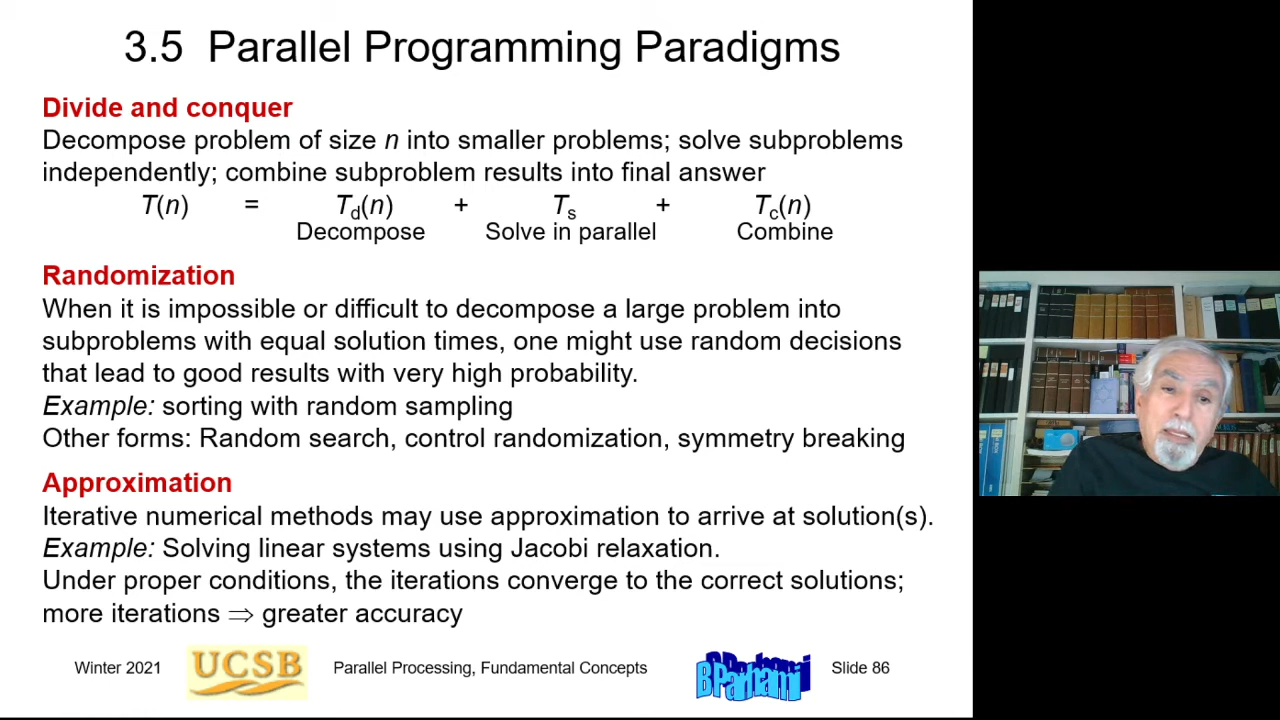 3.5 Parallel Programming Paradigms
Divide and conquer
Decompose problem of size n into smaller problems; solve subproblems
independently; combine subproblem results into final answer
T(n) = Td(n) + Ts + Tc(n)
Decompose Solve in parallel Combine
Randomization
When it is impossible or difficult to decompose a large problem into
subproblems with equal solution times, one might use random decisions
that lead to good results with very high probability.
Example: sorting with random sampling
Other forms: Random search, control randomization, symmetry breaking
Approximation
Iterative numerical methods may use approximation to arrive at solution(s).
Example: Solving linear systems using Jacobi relaxation.
Under proper conditions, the iterations converge to the correct solutions;
more iterations ⇒ greater accuracy
Winter 2021 UCSB Parallel Processing, Fundamental Concepts B Parhami Slide 86